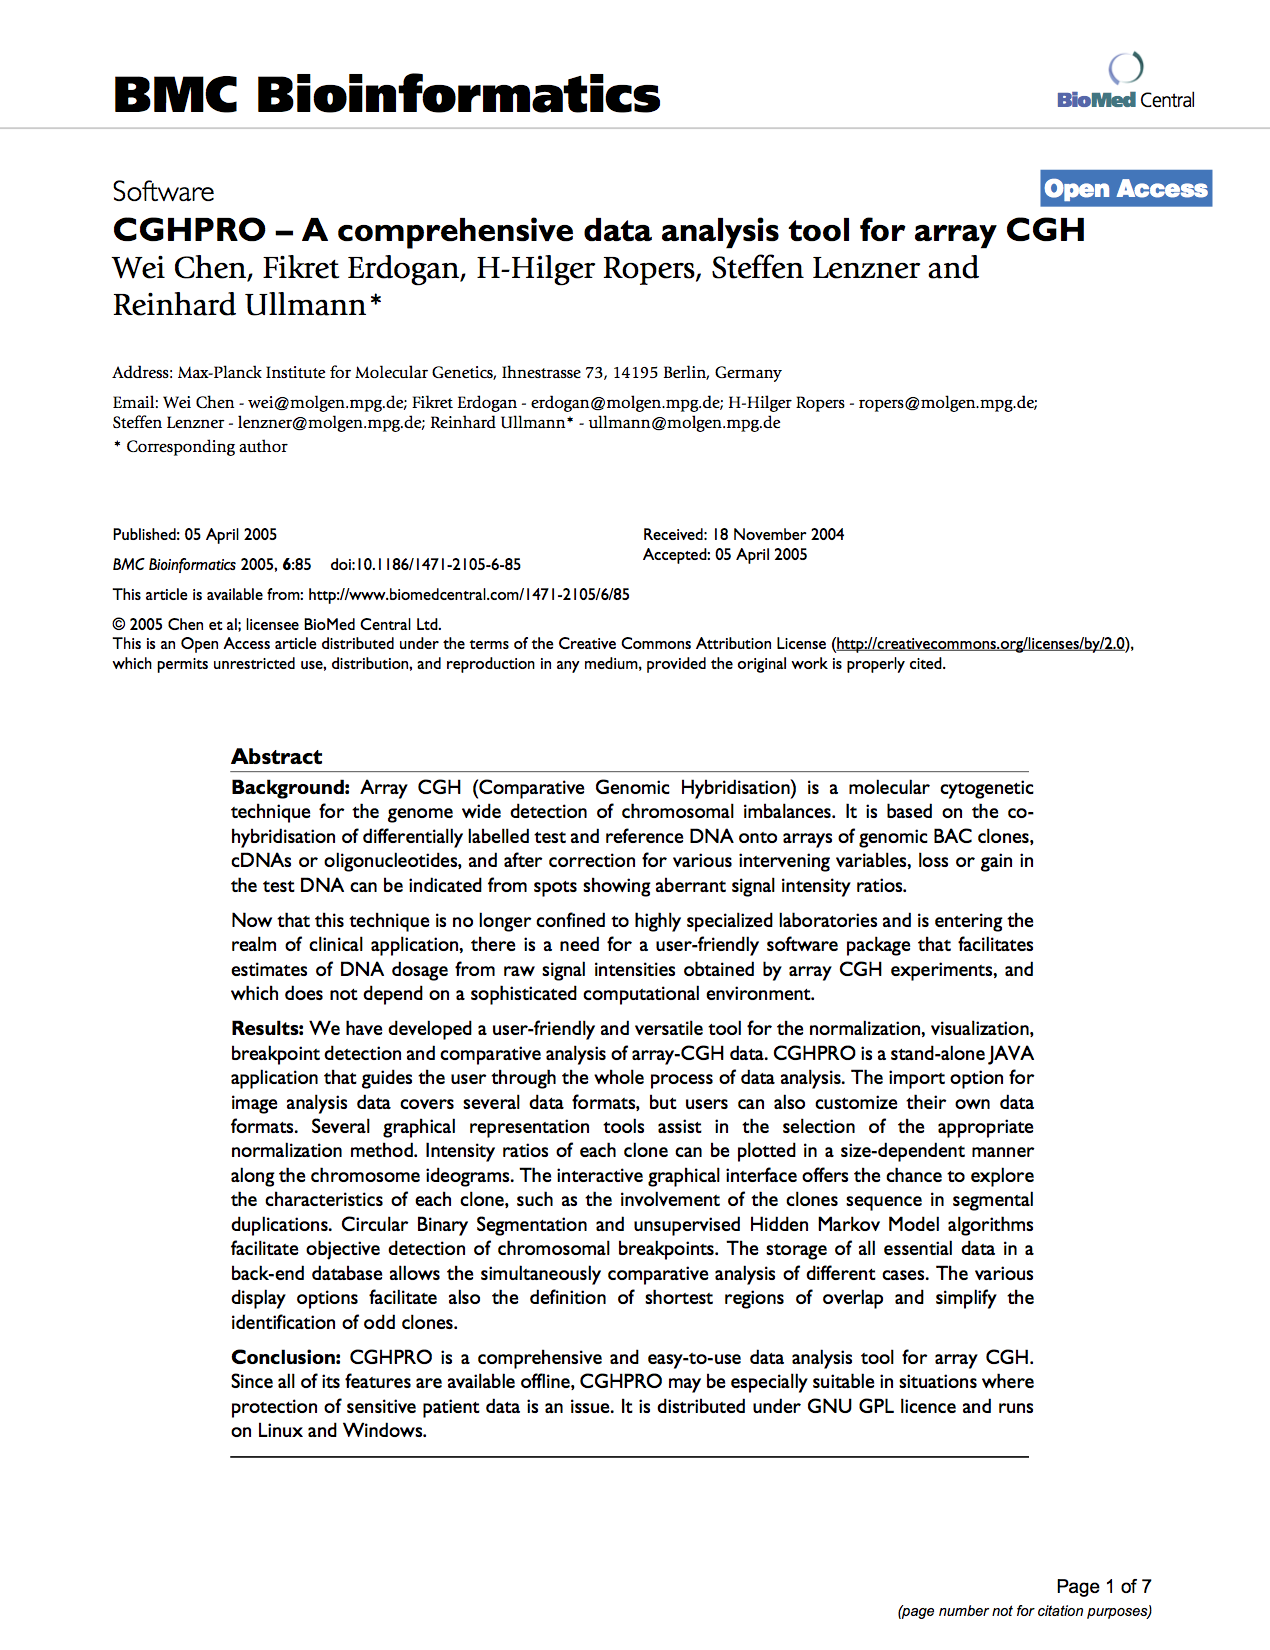 BMC Bioinformatics
BioMed Central
Software
Open Access
CGHPRO – A comprehensive data analysis tool for array CGH
Wei Chen, Fikret Erdogan, H-Hilger Ropers, Steffen Lenzner and
Reinhard Ullmann*
Address: Max-Planck Institute for Molecular Genetics, Ihnestrasse 73, 14195 Berlin, Germany
Email: Wei Chen - wei@molgen.mpg.de; Fikret Erdogan - erdogan@molgen.mpg.de; H-Hilger Ropers - ropers@molgen.mpg.de;
Steffen Lenzner - lenzner@molgen.mpg.de; Reinhard Ullmann* - ullmann@molgen.mpg.de
* Corresponding author
Published: 05 April 2005
BMC Bioinformatics 2005, 6:85 doi:10.1186/1471-2105-6-85
Received: 18 November 2004
Accepted: 05 April 2005
This article is available from: http://www.biomedcentral.com/1471-2105/6/85
© 2005 Chen et al; licensee BioMed Central Ltd.
This is an Open Access article distributed under the terms of the Creative Commons Attribution License (http://creativecommons.org/licenses/by/2.0),
which permits unrestricted use, distribution, and reproduction in any medium, provided the original work is properly cited.
Abstract
Background: Array CGH (Comparative Genomic Hybridisation) is a molecular cytogenetic
technique for the genome wide detection of chromosomal imbalances. It is based on the co-
hybridisation of differentially labelled test and reference DNA onto arrays of genomic BAC clones,
cDNAs or oligonucleotides, and after correction for various intervening variables, loss or gain in
the test DNA can be indicated from spots showing aberrant signal intensity ratios.
Now that this technique is no longer confined to highly specialized laboratories and is entering the
realm of clinical application, there is a need for a user-friendly software package that facilitates
estimates of DNA dosage from raw signal intensities obtained by array CGH experiments, and
which does not depend on a sophisticated computational environment.
Results: We have developed a user-friendly and versatile tool for the normalization, visualization,
breakpoint detection and comparative analysis of array-CGH data. CGHPRO is a stand-alone JAVA
application that guides the user through the whole process of data analysis. The import option for
image analysis data covers several data formats, but users can also customize their own data
formats. Several graphical representation tools assist in the selection of the appropriate
normalization method. Intensity ratios of each clone can be plotted in a size-dependent manner
along the chromosome ideograms. The interactive graphical interface offers the chance to explore
the characteristics of each clone, such as the involvement of the clones sequence in segmental
duplications. Circular Binary Segmentation and unsupervised Hidden Markov Model algorithms
facilitate objective detection of chromosomal breakpoints. The storage of all essential data in a
back-end database allows the simultaneously comparative analysis of different cases. The various
display options facilitate also the definition of shortest regions of overlap and simplify the
identification of odd clones.
Conclusion: CGHPRO is a comprehensive and easy-to-use data analysis tool for array CGH.
Since all of its features are available offline, CGHPRO may be especially suitable in situations where
protection of sensitive patient data is an issue. It is distributed under GNU GPL licence and runs
on Linux and Windows.
Page 1 of 7
(page number not for citation purposes)